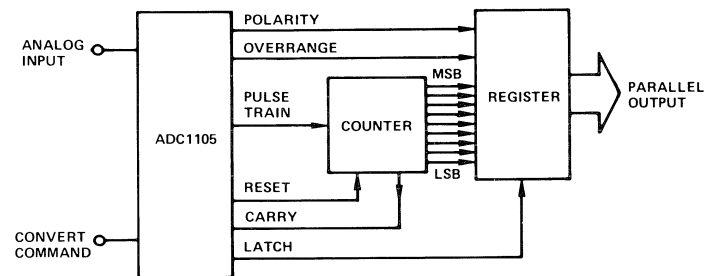 POLARITY
OVERRANGE
ANALOG
INPUT
MSB
PULSE
TRAIN
COUNTER
REGISTER
PARALLEL
OUTPUT
ADC1105
LSB
RESET
CARRY
CONVERT
COMMAND
LATCH